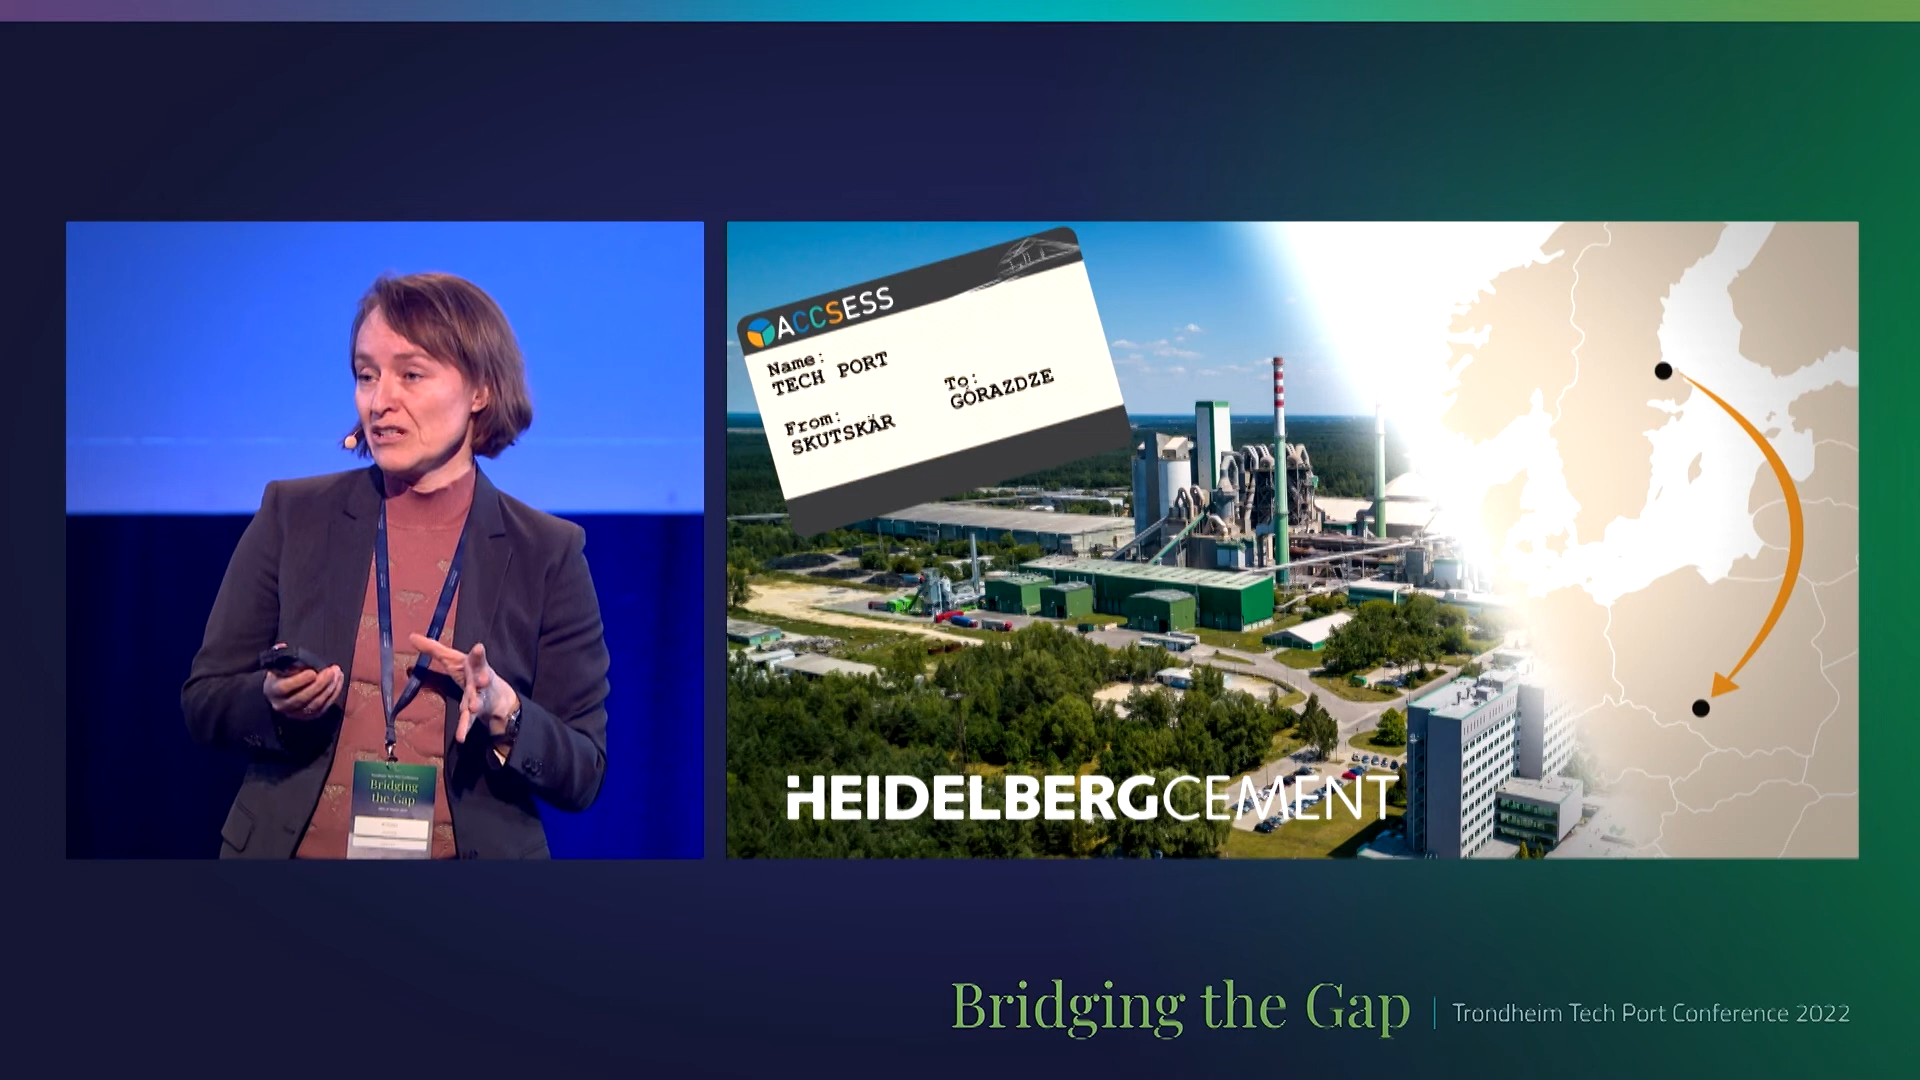 ACCSESS
Name:
TECH PORT
From:
SKUTSKÄR
To:
GÓRAZDZE
HEIDELBERGCEMENT
Bridging
the Gap
Bridging the Gap | Trondheim Tech Port Conference 2022